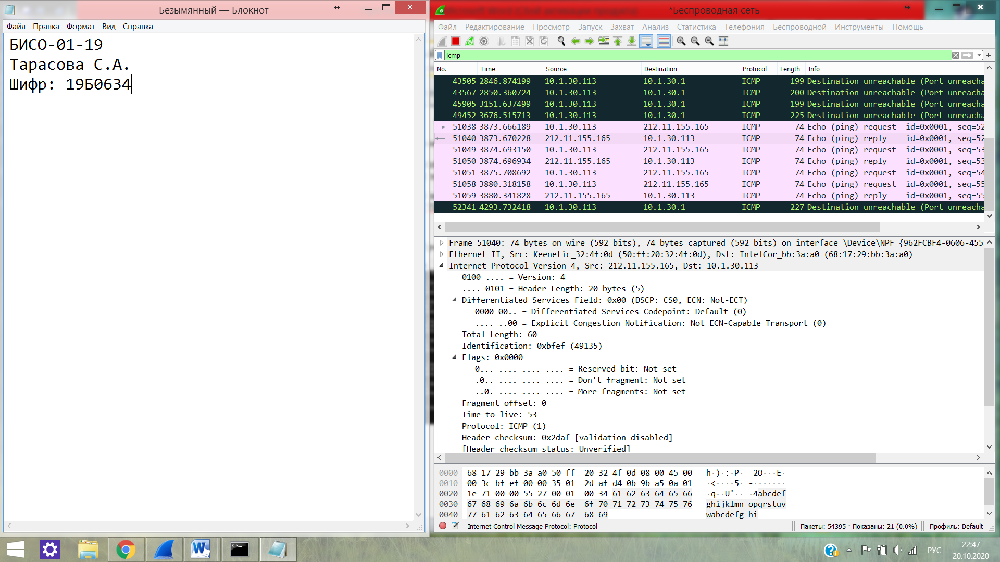 Безымянный — Блокнот
Файл Правка Формат Вид Справка
БИСО-01-19
Тарасова С.А.
Шифр: 19Б0634
*Беспроводная сеть
Файл Редактирование Просмотр Запуск Захват Анализ Статистика Телефония Беспроводной Инструменты Помощь
icmp
No. Time Source Destination Protocol Length Info
43505 2846.874199 10.1.30.113 10.1.30.1 ICMP 199 Destination unreachable (Port unreacha
43567 2850.360724 10.1.30.113 10.1.30.1 ICMP 200 Destination unreachable (Port unreacha
45905 3151.637499 10.1.30.113 10.1.30.1 ICMP 199 Destination unreachable (Port unreacha
49452 3676.515713 10.1.30.113 10.1.30.1 ICMP 225 Destination unreachable (Port unreacha
51038 3873.666189 10.1.30.113 212.11.155.165 ICMP 74 Echo (ping) request id=0x0001, seq=52
51040 3873.670228 212.11.155.165 10.1.30.113 ICMP 74 Echo (ping) reply id=0x0001, seq=52
51049 3874.693150 10.1.30.113 212.11.155.165 ICMP 74 Echo (ping) request id=0x0001, seq=53
51050 3874.696934 212.11.155.165 10.1.30.113 ICMP 74 Echo (ping) reply id=0x0001, seq=53
51051 3875.708692 10.1.30.113 212.11.155.165 ICMP 74 Echo (ping) request id=0x0001, seq=54
51058 3880.318158 10.1.30.113 212.11.155.165 ICMP 74 Echo (ping) request id=0x0001, seq=55
51059 3880.341828 212.11.155.165 10.1.30.113 ICMP 74 Echo (ping) reply id=0x0001, seq=55
52341 4293.732418 10.1.30.113 10.1.30.1 ICMP 227 Destination unreachable (Port unreacha
Frame 51040: 74 bytes on wire (592 bits), 74 bytes captured (592 bits) on interface \Device\NPF_{962FCBF4-0606-455
Ethernet II, Src: Keenetic_32:4f:0d (50:ff:20:32:4f:0d), Dst: IntelCor_bb:3a:a0 (68:17:29:bb:3a:a0)
Internet Protocol Version 4, Src: 212.11.155.165, Dst: 10.1.30.113
0100 .... = Version: 4
.... 0101 = Header Length: 20 bytes (5)
Differentiated Services Field: 0x00 (DSCP: CS0, ECN: Not-ECT)
0000 00.. = Differentiated Services Codepoint: Default (0)
.... ..00 = Explicit Congestion Notification: Not ECN-Capable Transport (0)
Total Length: 60
Identification: 0xbfef (49135)
Flags: 0x0000
0... .... .... .... = Reserved bit: Not set
.0.. .... .... .... = Don't fragment: Not set
..0. .... .... .... = More fragments: Not set
Fragment offset: 0
Time to live: 53
Protocol: ICMP (1)
Header checksum: 0x2daf [validation disabled]
[Header checksum status: Unverified]
0000 68 17 29 bb 3a a0 50 ff 20 32 4f 0d 08 00 45 00 h·)·:·P· 2O···E·
0010 00 3c bf ef 00 00 35 01 2d af d4 0b 9b a5 0a 01 ·<····5· -·······
0020 1e 71 00 00 55 27 00 01 00 34 61 62 63 64 65 66 ·q··U'·· ·4abcdef
0030 67 68 69 6a 6b 6c 6d 6e 6f 70 71 72 73 74 75 76 ghijklmn opqrstuv
0040 77 61 62 63 64 65 66 67 68 69 wabcdefg hi
Internet Control Message Protocol: Protocol
Пакеты: 54395 · Показаны: 21 (0.0%)
Профиль: Default
РУС
22:47
20.10.2020